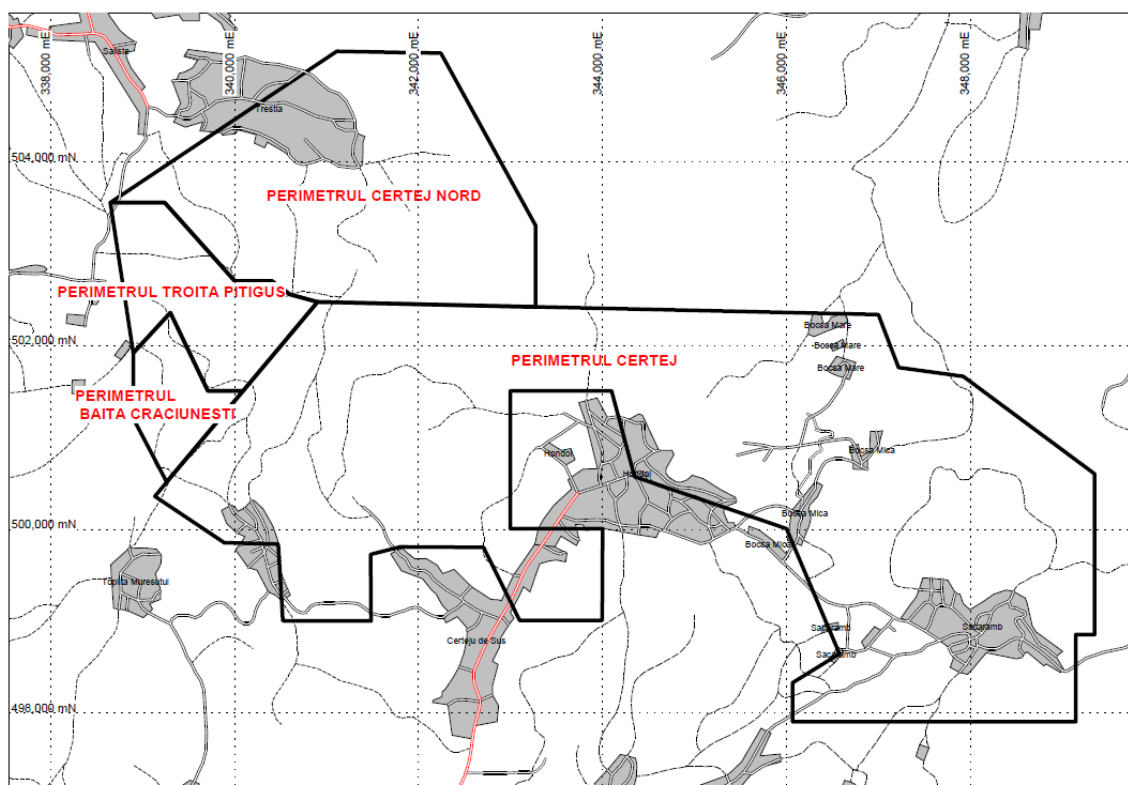 338,000 mE
340,000 mE
342,000 mE
344,000 mE
346,000 mE
348,000 mE
Saliste
Trestia
504,000 mN
PERIMETRUL CERTEJ NORD
PERIMETRUL TROITA PITIGUS
Bocsa Mare
502,000 mN
Bocsa Mare
PERIMETRUL CERTEJ
Bocsa Mare
PERIMETRUL
BAITA CRACIUNESTI
Hondol
Bocsa Mica
Hondol
Bocsa Mica
500,000 mN
Bocsa Mica
Toplita Muresului
Sacaramb
Sacaramb
Certeju de Sus
Sacaramb
498,000 mN